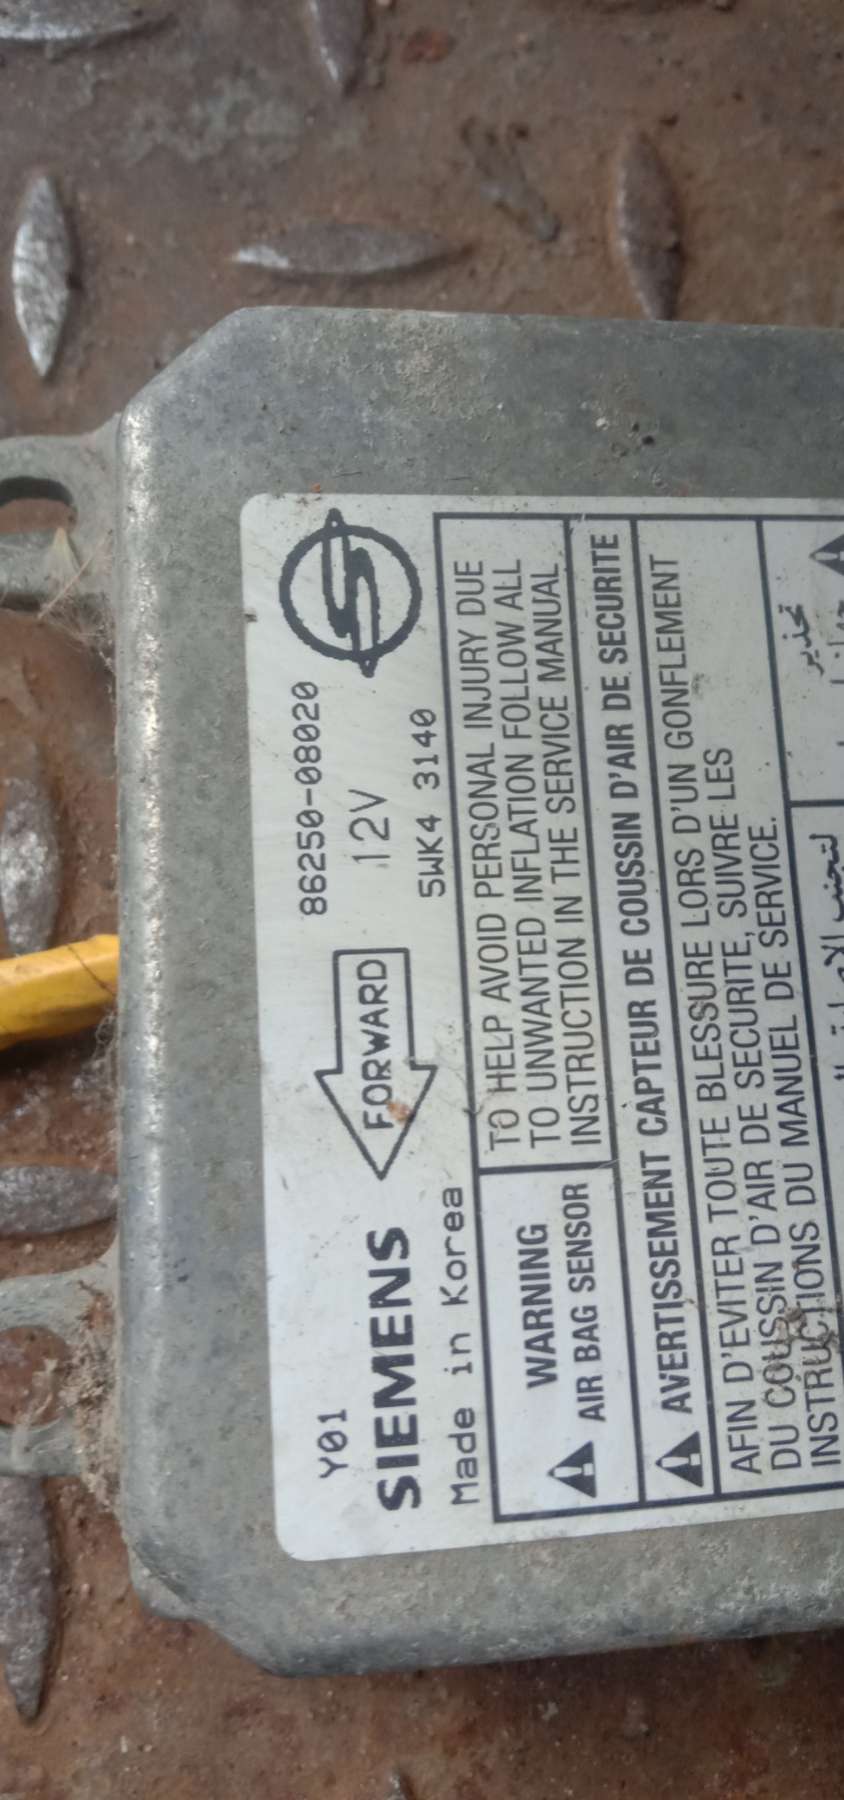 Y01
86250-08020
SIEMENS
FORWARD
12V
Made in Korea
5WK4 3140
WARNING
AIR BAG SENSOR
TO HELP AVOID PERSONAL INJURY DUE
TO UNWANTED INFLATION FOLLOW ALL
INSTRUCTION IN THE SERVICE MANUAL
AVERTISSEMENT CAPTEUR DE COUSSIN D'AIR DE SECURITE
AFIN D'EVITER TOUTE BLESSURE LORS D'UN GONFLEMENT
DU COUSSIN D'AIR DE SECURITE, SUIVRE LES
INSTRUCTIONS DU MANUEL DE SERVICE.
تحذير
لتجنب